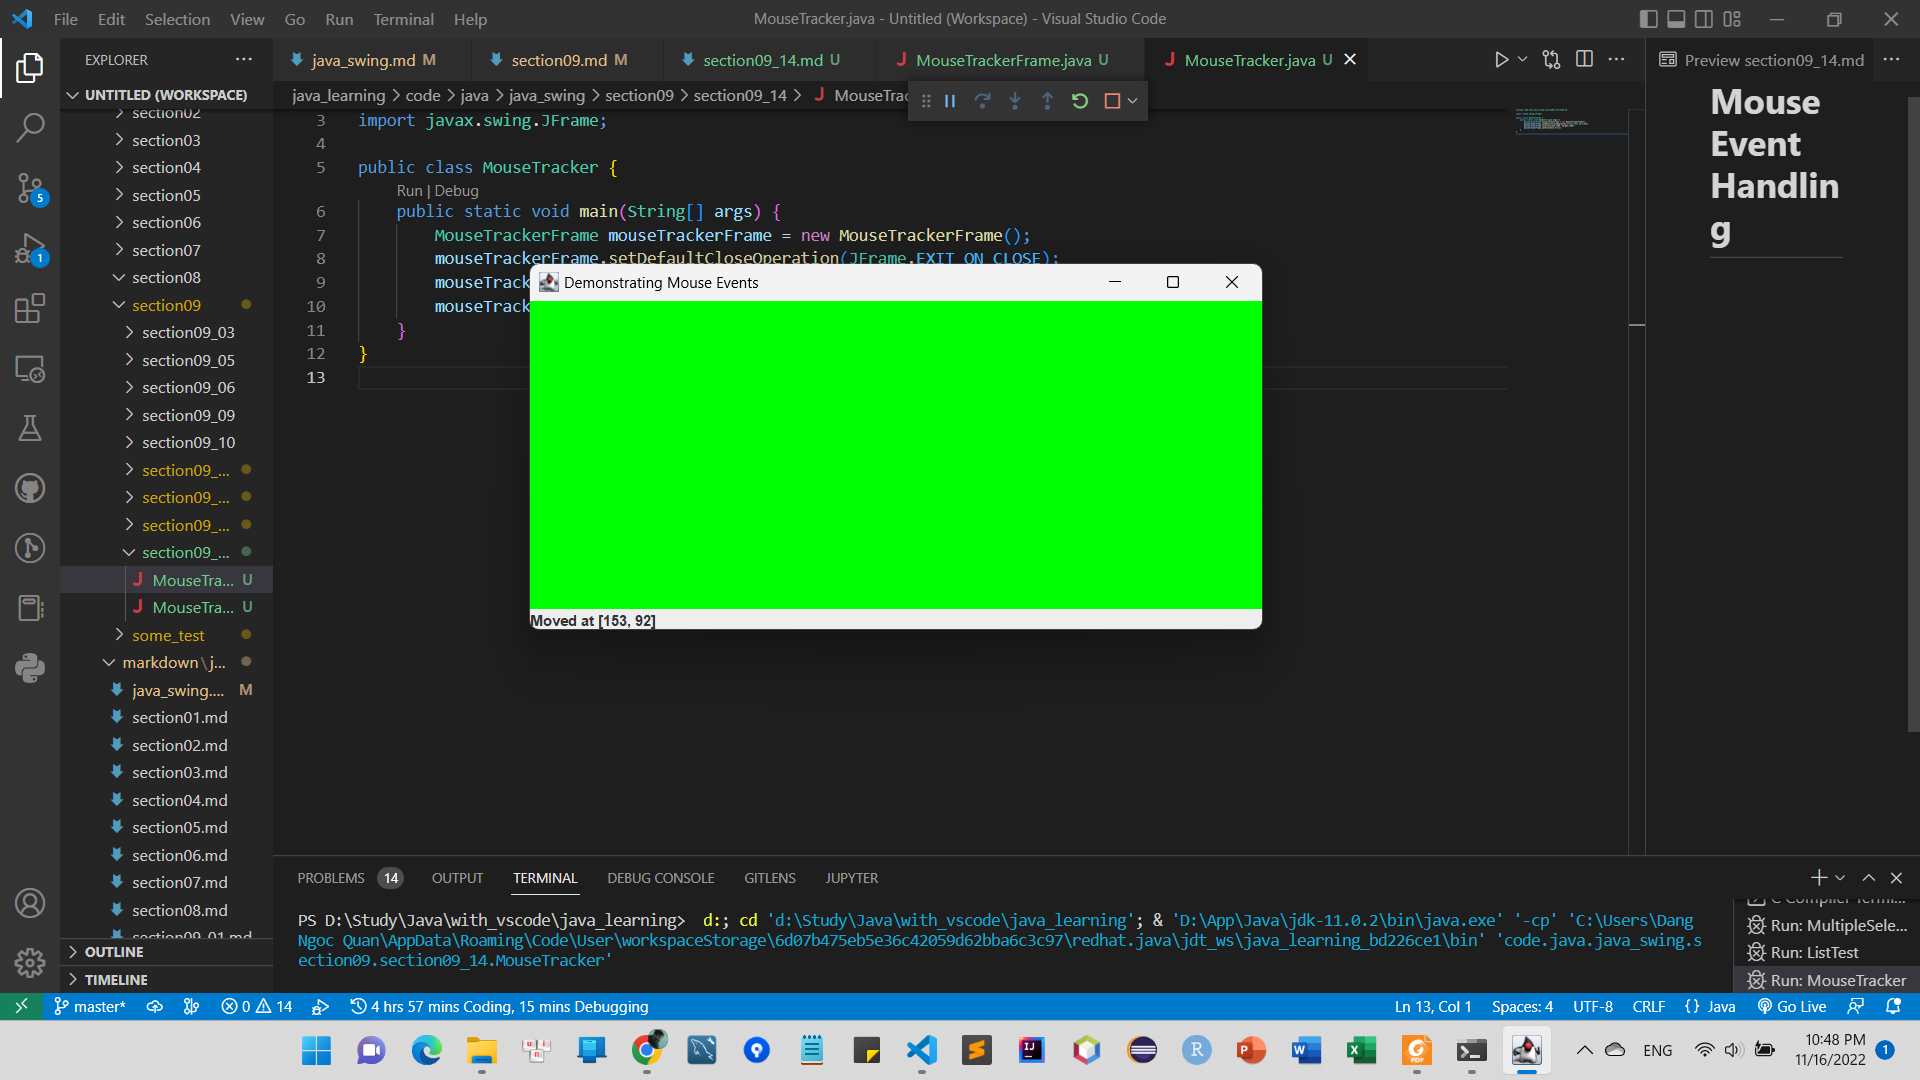 File Edit Selection View Go Run Terminal Help
MouseTracker.java - Untitled (Workspace) - Visual Studio Code
EXPLORER
UNTITLED (WORKSPACE)
section02
section03
section04
section05
section06
section07
section08
section09
section09_03
section09_05
section09_06
section09_09
section09_10
section09_...
section09_...
section09_...
section09_...
MouseTra... U
MouseTra... U
some_test
markdown\j...
java_swing.... M
section01.md
section02.md
section03.md
section04.md
section05.md
section06.md
section07.md
section08.md
section09_01.md
OUTLINE
TIMELINE
5
1
java_swing.md M
section09.md M
section09_14.md U
MouseTrackerFrame.java U
MouseTracker.java U
java_learning > code > java > java_swing > section09 > section09_14 > MouseTrac
3 import javax.swing.JFrame;
4
5 public class MouseTracker {
Run | Debug
6 public static void main(String[] args) {
7 MouseTrackerFrame mouseTrackerFrame = new MouseTrackerFrame();
8 mouseTrackerFrame.setDefaultCloseOperation(JFrame.EXIT_ON_CLOSE);
9 mouseTrack
10 mouseTrack
11 }
12 }
13
Demonstrating Mouse Events
Moved at [153, 92]
Preview section09_14.md
Mouse
Event
Handlin
g
PROBLEMS 14 OUTPUT TERMINAL DEBUG CONSOLE GITLENS JUPYTER
PS D:\Study\Java\with_vscode\java_learning> d:; cd 'd:\Study\Java\with_vscode\java_learning'; & 'D:\App\Java\jdk-11.0.2\bin\java.exe' '-cp' 'C:\Users\Dang
Ngoc Quan\AppData\Roaming\Code\User\workspaceStorage\6d07b475eb5e36c42059d62bba6c3c97\redhat.java\jdt_ws\java_learning_bd226ce1\bin' 'code.java.java_swing.s
ection09.section09_14.MouseTracker'
C Compiler Termi...
Run: MultipleSele...
Run: ListTest
Run: MouseTracker
master* 0 14 4 hrs 57 mins Coding, 15 mins Debugging
Ln 13, Col 1 Spaces: 4 UTF-8 CRLF {} Java Go Live
ENG
10:48 PM
11/16/2022
1